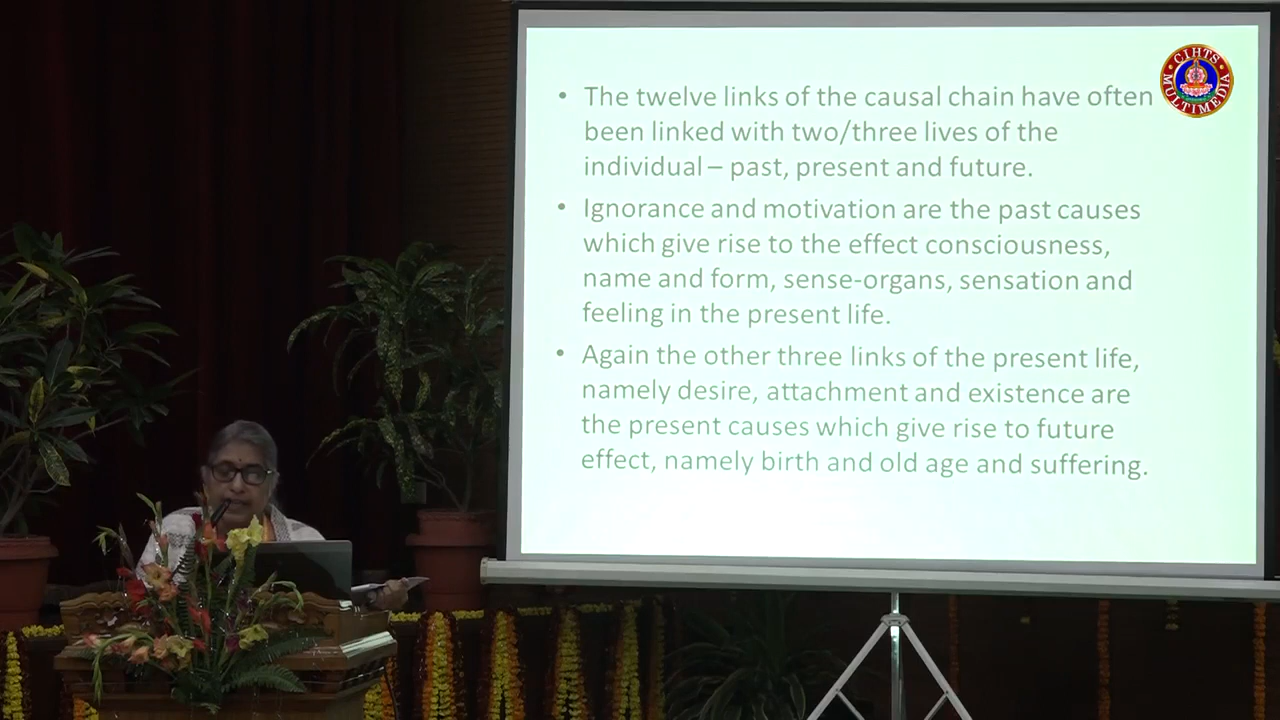 • The twelve links of the causal chain have often
been linked with two/three lives of the
individual – past, present and future.
• Ignorance and motivation are the past causes
which give rise to the effect consciousness,
name and form, sense-organs, sensation and
feeling in the present life.
• Again the other three links of the present life,
namely desire, attachment and existence are
the present causes which give rise to future
effect, namely birth and old age and suffering.
CIHTS
MULTIMEDIA